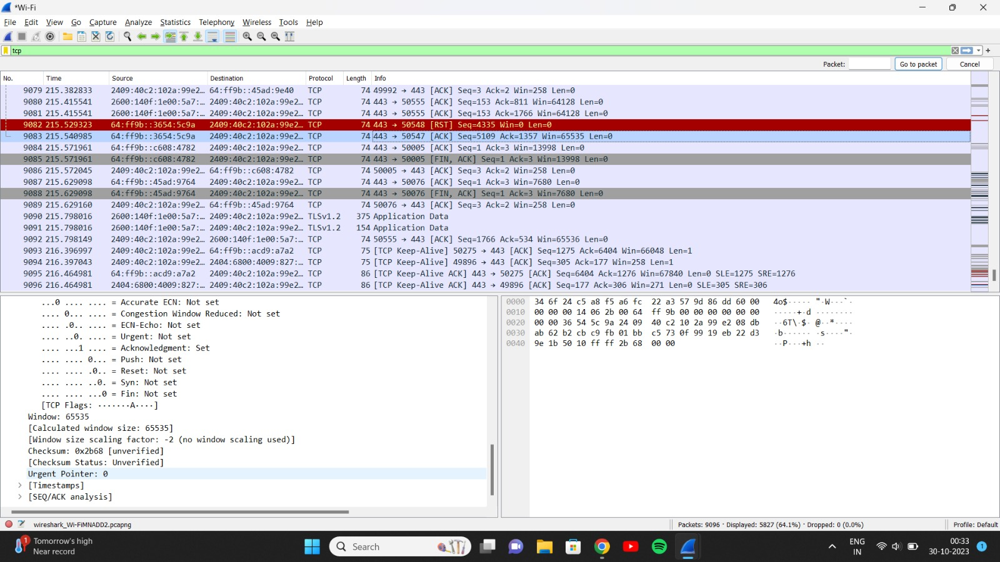 *Wi-Fi
File Edit View Go Capture Analyze Statistics Telephony Wireless Tools Help
tcp
Packet: Go to packet Cancel
No. Time Source Destination Protocol Length Info
9079 215.382833 2409:40c2:102a:99e2… 64:ff9b::45ad:9e40 TCP 74 49992 → 443 [ACK] Seq=3 Ack=2 Win=258 Len=0
9080 215.415541 2600:140f:1e00:5a7:… 2409:40c2:102a:99e2… TCP 74 443 → 50555 [ACK] Seq=153 Ack=811 Win=64128 Len=0
9081 215.415541 2600:140f:1e00:5a7:… 2409:40c2:102a:99e2… TCP 74 443 → 50555 [ACK] Seq=153 Ack=1766 Win=64128 Len=0
9082 215.529323 64:ff9b::3654:5c9a 2409:40c2:102a:99e2… TCP 74 443 → 50548 [RST] Seq=4335 Win=0 Len=0
9083 215.540985 64:ff9b::3654:5c9a 2409:40c2:102a:99e2… TCP 74 443 → 50547 [ACK] Seq=5109 Ack=1357 Win=65535 Len=0
9084 215.571961 64:ff9b::c608:4782 2409:40c2:102a:99e2… TCP 74 443 → 50005 [ACK] Seq=1 Ack=3 Win=13998 Len=0
9085 215.571961 64:ff9b::c608:4782 2409:40c2:102a:99e2… TCP 74 443 → 50005 [FIN, ACK] Seq=1 Ack=3 Win=13998 Len=0
9086 215.572045 2409:40c2:102a:99e2… 64:ff9b::c608:4782 TCP 74 50005 → 443 [ACK] Seq=3 Ack=2 Win=258 Len=0
9087 215.629098 64:ff9b::45ad:9764 2409:40c2:102a:99e2… TCP 74 443 → 50076 [ACK] Seq=1 Ack=3 Win=7680 Len=0
9088 215.629098 64:ff9b::45ad:9764 2409:40c2:102a:99e2… TCP 74 443 → 50076 [FIN, ACK] Seq=1 Ack=3 Win=7680 Len=0
9089 215.629160 2409:40c2:102a:99e2… 64:ff9b::45ad:9764 TCP 74 50076 → 443 [ACK] Seq=3 Ack=2 Win=258 Len=0
9090 215.798016 2600:140f:1e00:5a7:… 2409:40c2:102a:99e2… TLSv1.2 375 Application Data
9091 215.798016 2600:140f:1e00:5a7:… 2409:40c2:102a:99e2… TLSv1.2 154 Application Data
9092 215.798149 2409:40c2:102a:99e2… 2600:140f:1e00:5a7:… TCP 74 50555 → 443 [ACK] Seq=1766 Ack=534 Win=65536 Len=0
9093 216.396997 2409:40c2:102a:99e2… 64:ff9b::acd9:a7a2 TCP 75 [TCP Keep-Alive] 50275 → 443 [ACK] Seq=1275 Ack=6404 Win=66048 Len=1
9094 216.397043 2409:40c2:102a:99e2… 2404:6800:4009:827:… TCP 75 [TCP Keep-Alive] 49896 → 443 [ACK] Seq=305 Ack=177 Win=258 Len=1
9095 216.464981 64:ff9b::acd9:a7a2 2409:40c2:102a:99e2… TCP 86 [TCP Keep-Alive ACK] 443 → 50275 [ACK] Seq=6404 Ack=1276 Win=67840 Len=0 SLE=1275 SRE=1276
9096 216.464981 2404:6800:4009:827:… 2409:40c2:102a:99e2… TCP 86 [TCP Keep-Alive ACK] 443 → 49896 [ACK] Seq=177 Ack=306 Win=271 Len=0 SLE=305 SRE=306
...0 .... .... = Accurate ECN: Not set
.... 0... .... = Congestion Window Reduced: Not set
.... .0.. .... = ECN-Echo: Not set
.... ..0. .... = Urgent: Not set
.... ...1 .... = Acknowledgment: Set
.... .... 0... = Push: Not set
.... .... .0.. = Reset: Not set
.... .... ..0. = Syn: Not set
.... .... ...0 = Fin: Not set
[TCP Flags: ·······A····]
Window: 65535
[Calculated window size: 65535]
[Window size scaling factor: -2 (no window scaling used)]
Checksum: 0x2b68 [unverified]
[Checksum Status: Unverified]
Urgent Pointer: 0
[Timestamps]
[SEQ/ACK analysis]
0000 34 6f 24 c5 a8 f5 a6 fc 22 a3 57 9d 86 dd 60 00 4o$····· "·W···`·
0010 00 00 00 14 06 2b 00 64 ff 9b 00 00 00 00 00 00 ·····+·d ········
0020 00 00 36 54 5c 9a 24 09 40 c2 10 2a 99 e2 08 db ··6T\·$· @··*····
0030 ab 62 b2 cb c9 fb 01 bb c5 73 0f 99 19 eb 22 d3 ·b······ ·s····"·
0040 9e 1b 50 10 ff ff 2b 68 00 00 ··P···+h ··
wireshark_Wi-FiMNADD2.pcapng
Packets: 9096 · Displayed: 5827 (64.1%) · Dropped: 0 (0.0%)
Profile: Default
1
Tomorrow's high
Near record
Search
ENG
IN
00:33
30-10-2023
1